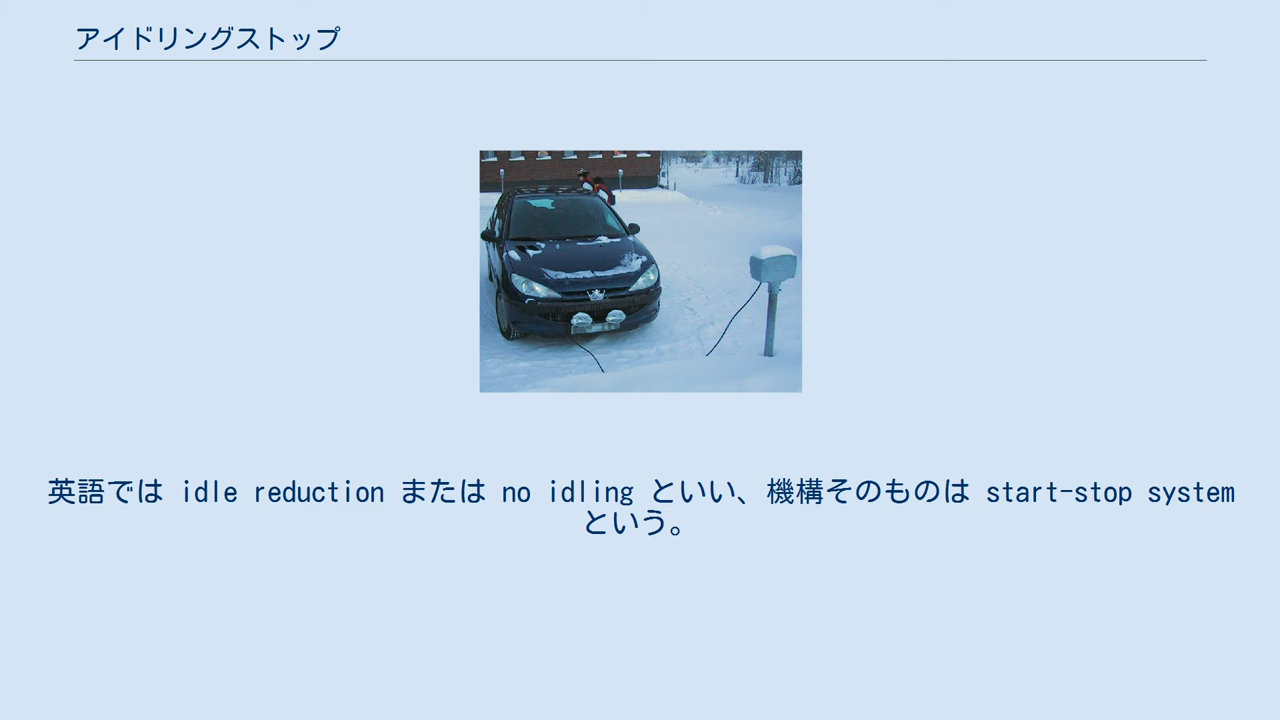 アイドリングストップ
英語では idle reduction または no idling といい、機構そのものは start-stop system
という。